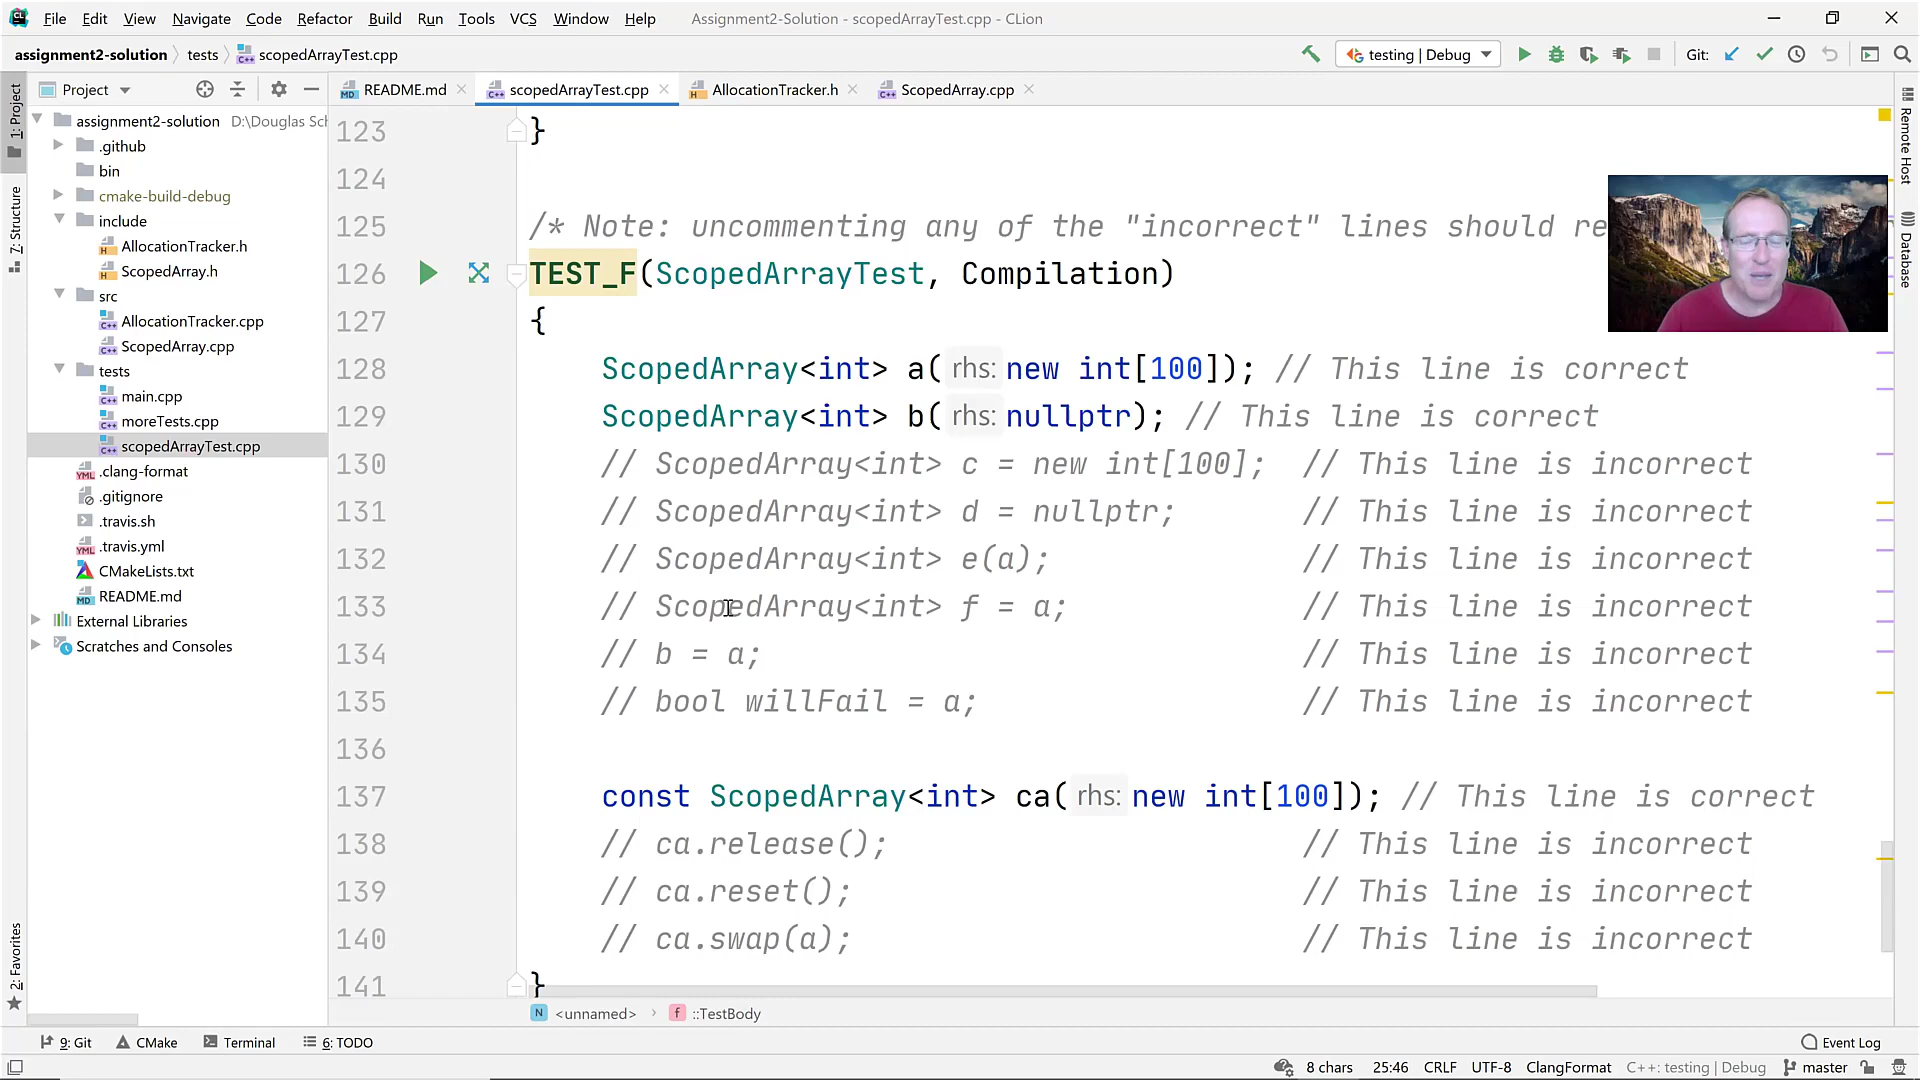 File Edit View Navigate Code Refactor Build Run Tools VCS Window Help Assignment2-Solution - scopedArrayTest.cpp - CLion
assignment2-solution tests scopedArrayTest.cpp testing | Debug Git:
Project README.md scopedArrayTest.cpp AllocationTracker.h ScopedArray.cpp
1: Project
7: Structure
2: Favorites
assignment2-solution D:\Douglas Sch
.github
bin
cmake-build-debug
include
AllocationTracker.h
ScopedArray.h
src
AllocationTracker.cpp
ScopedArray.cpp
tests
main.cpp
moreTests.cpp
scopedArrayTest.cpp
.clang-format
.gitignore
.travis.sh
.travis.yml
CMakeLists.txt
README.md
External Libraries
Scratches and Consoles
123 }
124
125 /* Note: uncommenting any of the "incorrect" lines should re
126 TEST_F(ScopedArrayTest, Compilation)
127 {
128 ScopedArray<int> a( rhs: new int[100]); // This line is correct
129 ScopedArray<int> b( rhs: nullptr); // This line is correct
130 // ScopedArray<int> c = new int[100]; // This line is incorrect
131 // ScopedArray<int> d = nullptr; // This line is incorrect
132 // ScopedArray<int> e(a); // This line is incorrect
133 // ScopedArray<int> f = a; // This line is incorrect
134 // b = a; // This line is incorrect
135 // bool willFail = a; // This line is incorrect
136
137 const ScopedArray<int> ca( rhs: new int[100]); // This line is correct
138 // ca.release(); // This line is incorrect
139 // ca.reset(); // This line is incorrect
140 // ca.swap(a); // This line is incorrect
141 }
<unnamed> ::TestBody
Remote Host
Database
9: Git CMake Terminal 6: TODO Event Log
8 chars 25:46 CRLF UTF-8 ClangFormat C++: testing | Debug master